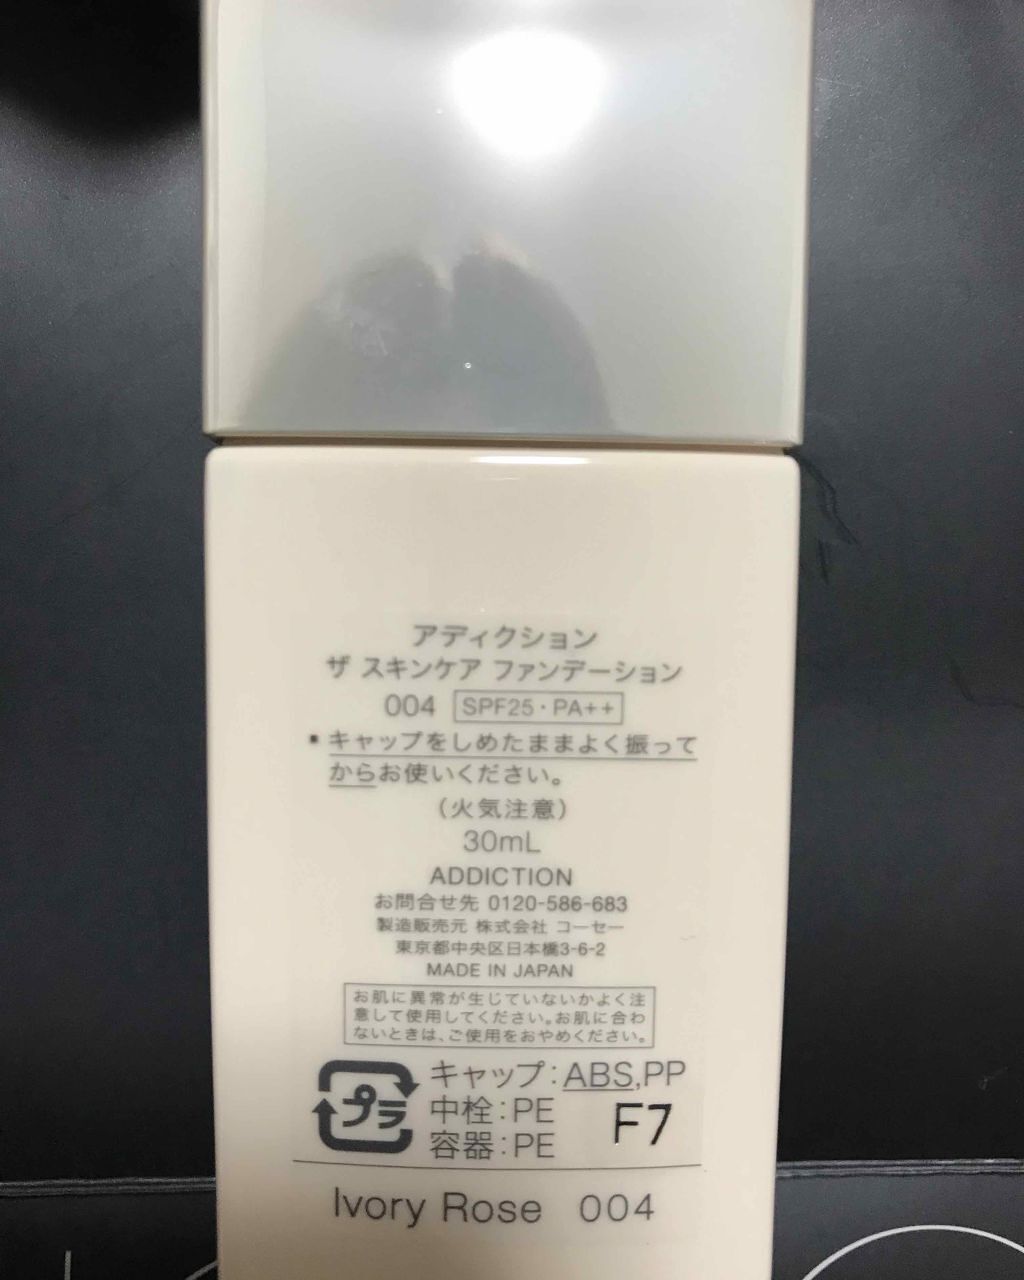 アディクション
ザ スキンケア ファンデーション
004 SPF25・PA++
・キャップをしめたままよく振って
からお使いください。
(火気注意)
30mL
ADDICTION
お問合せ先 0120-586-683
製造販売元 株式会社 コーセー
東京都中央区日本橋3-6-2
MADE IN JAPAN
お肌に異常が生じていないかよく注
意して使用してください。お肌に合わ
ないときは、ご使用をおやめください。
プラ
キャップ:ABS,PP
中栓:PE
容器:PE
F7
Ivory Rose 004